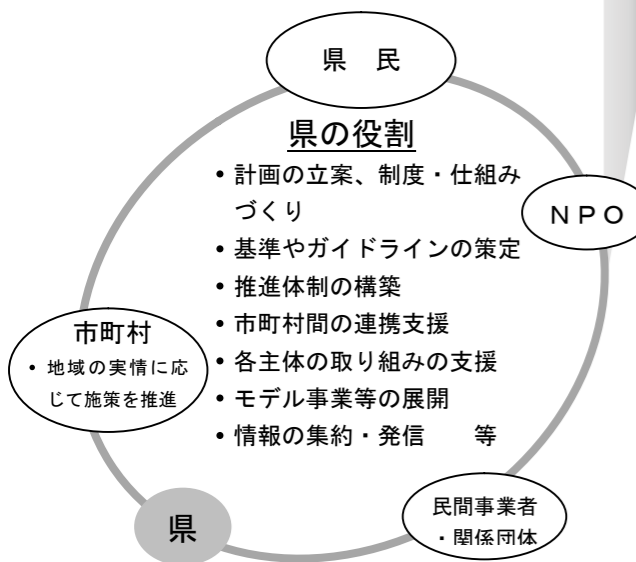 県　民
県の役割
• 計画の立案、制度・仕組み
づくり
• 基準やガイドラインの策定
• 推進体制の構築
• 市町村間の連携支援
• 各主体の取り組みの支援
• モデル事業等の展開
• 情報の集約・発信　　等
ＮＰＯ
市町村
• 地域の実情に応
じて施策を推進
県
民間事業者
・関係団体